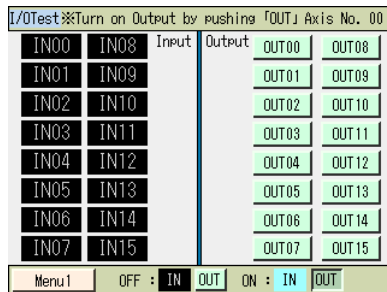 I/OTest※Turn on Output by pushing「OUT」Axis No. 00
IN00 IN08 Input Output OUT00 OUT08
IN01 IN09 OUT01 OUT09
IN02 IN10 OUT02 OUT10
IN03 IN11 OUT03 OUT11
IN04 IN12 OUT04 OUT12
IN05 IN13 OUT05 OUT13
IN06 IN14 OUT06 OUT14
IN07 IN15 OUT07 OUT15
Menu1 OFF : IN OUT ON : IN OUT